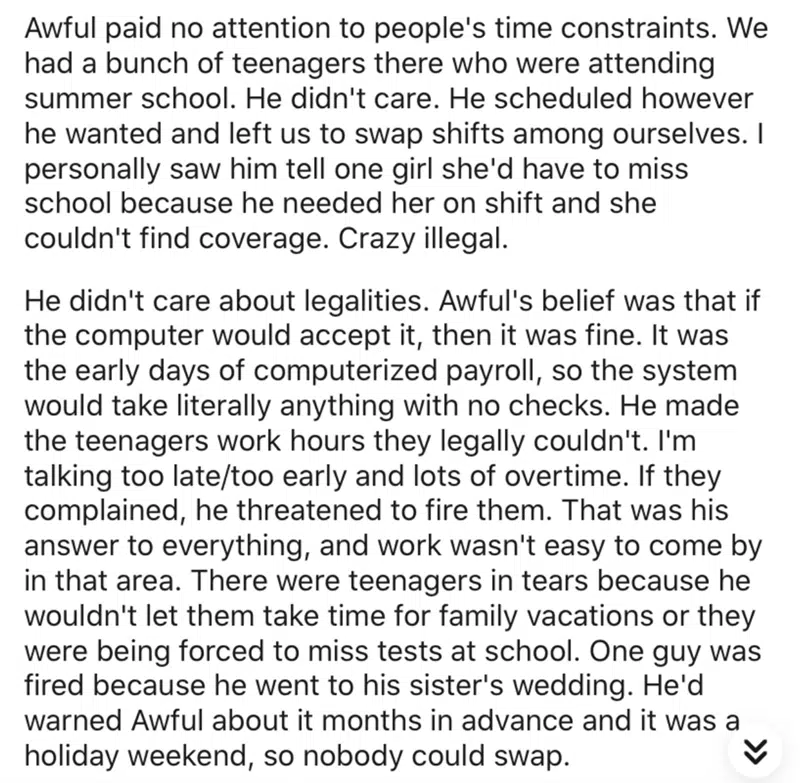 Awful paid no attention to people's time constraints. We
had a bunch of teenagers there who were attending
summer school. He didn't care. He scheduled however
he wanted and left us to swap shifts among ourselves. I
personally saw him tell one girl she'd have to miss
school because he needed her on shift and she
couldn't find coverage. Crazy illegal.
He didn't care about legalities. Awful's belief was that if
the computer would accept it, then it was fine. It was
the early days of computerized payroll, so the system
would take literally anything with no checks. He made
the teenagers work hours they legally couldn't. I'm
talking too late/too early and lots of overtime. If they
complained, he threatened to fire them. That was his
answer to everything, and work wasn't easy to come by
in that area. There were teenagers in tears because he
wouldn't let them take time for family vacations or they
were being forced to miss tests at school. One guy was
fired because he went to his sister's wedding. He'd
warned Awful about it months in advance and it was a
holiday weekend, so nobody could swap.